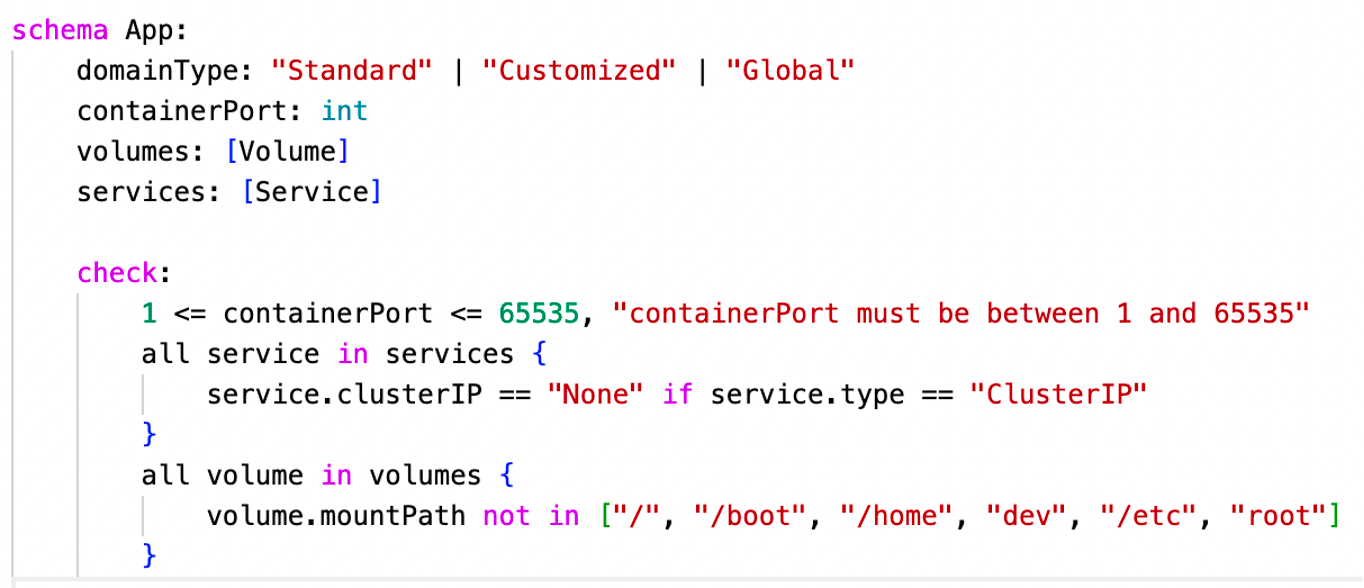 schema App:
    domainType: "Standard" | "Customized" | "Global"
    containerPort: int
    volumes: [Volume]
    services: [Service]

    check:
        1 <= containerPort <= 65535, "containerPort must be between 1 and 65535"
        all service in services {
            service.clusterIP == "None" if service.type == "ClusterIP"
        }
        all volume in volumes {
            volume.mountPath not in ["/", "/boot", "/home", "dev", "/etc", "root"]
        }